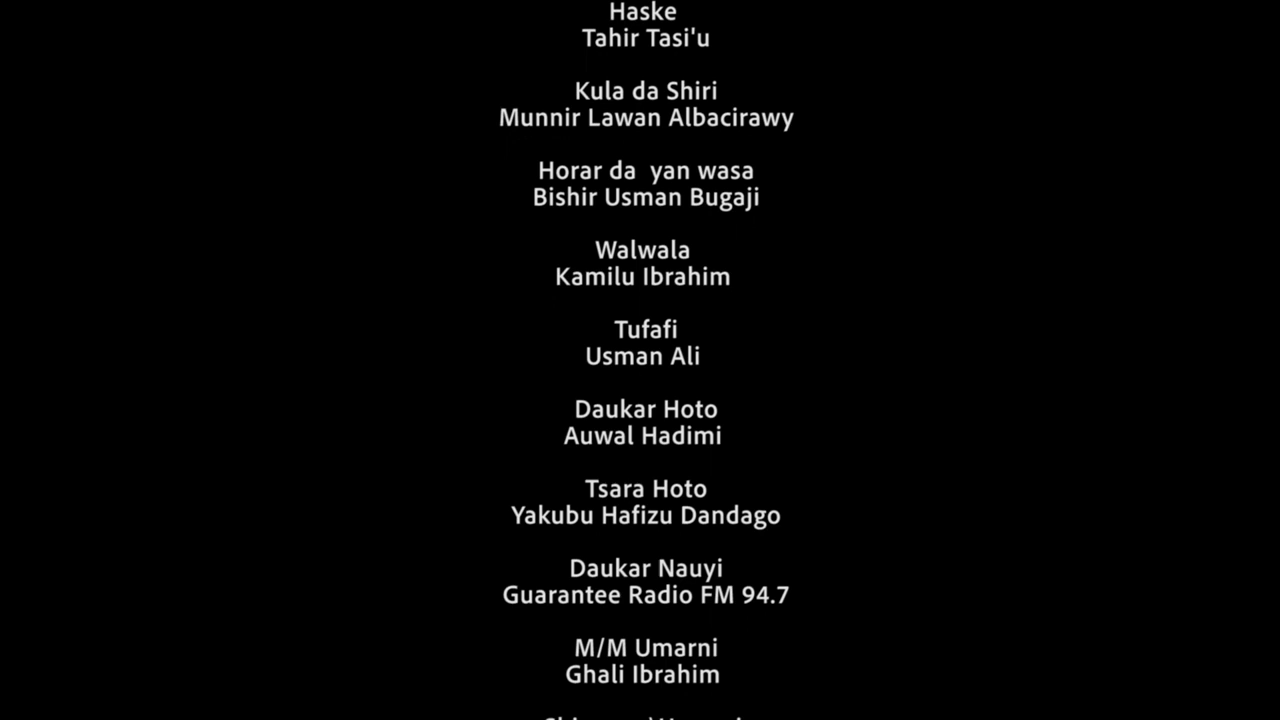 Haske
Tahir Tasi'u
Kula da Shiri
Munnir Lawan Albacirawy
Horar da  yan wasa
Bishir Usman Bugaji
Walwala
Kamilu Ibrahim
Tufafi
Usman Ali
Daukar Hoto
Auwal Hadimi
Tsara Hoto
Yakubu Hafizu Dandago
Daukar Nauyi
Guarantee Radio FM 94.7
M/M Umarni
Ghali Ibrahim